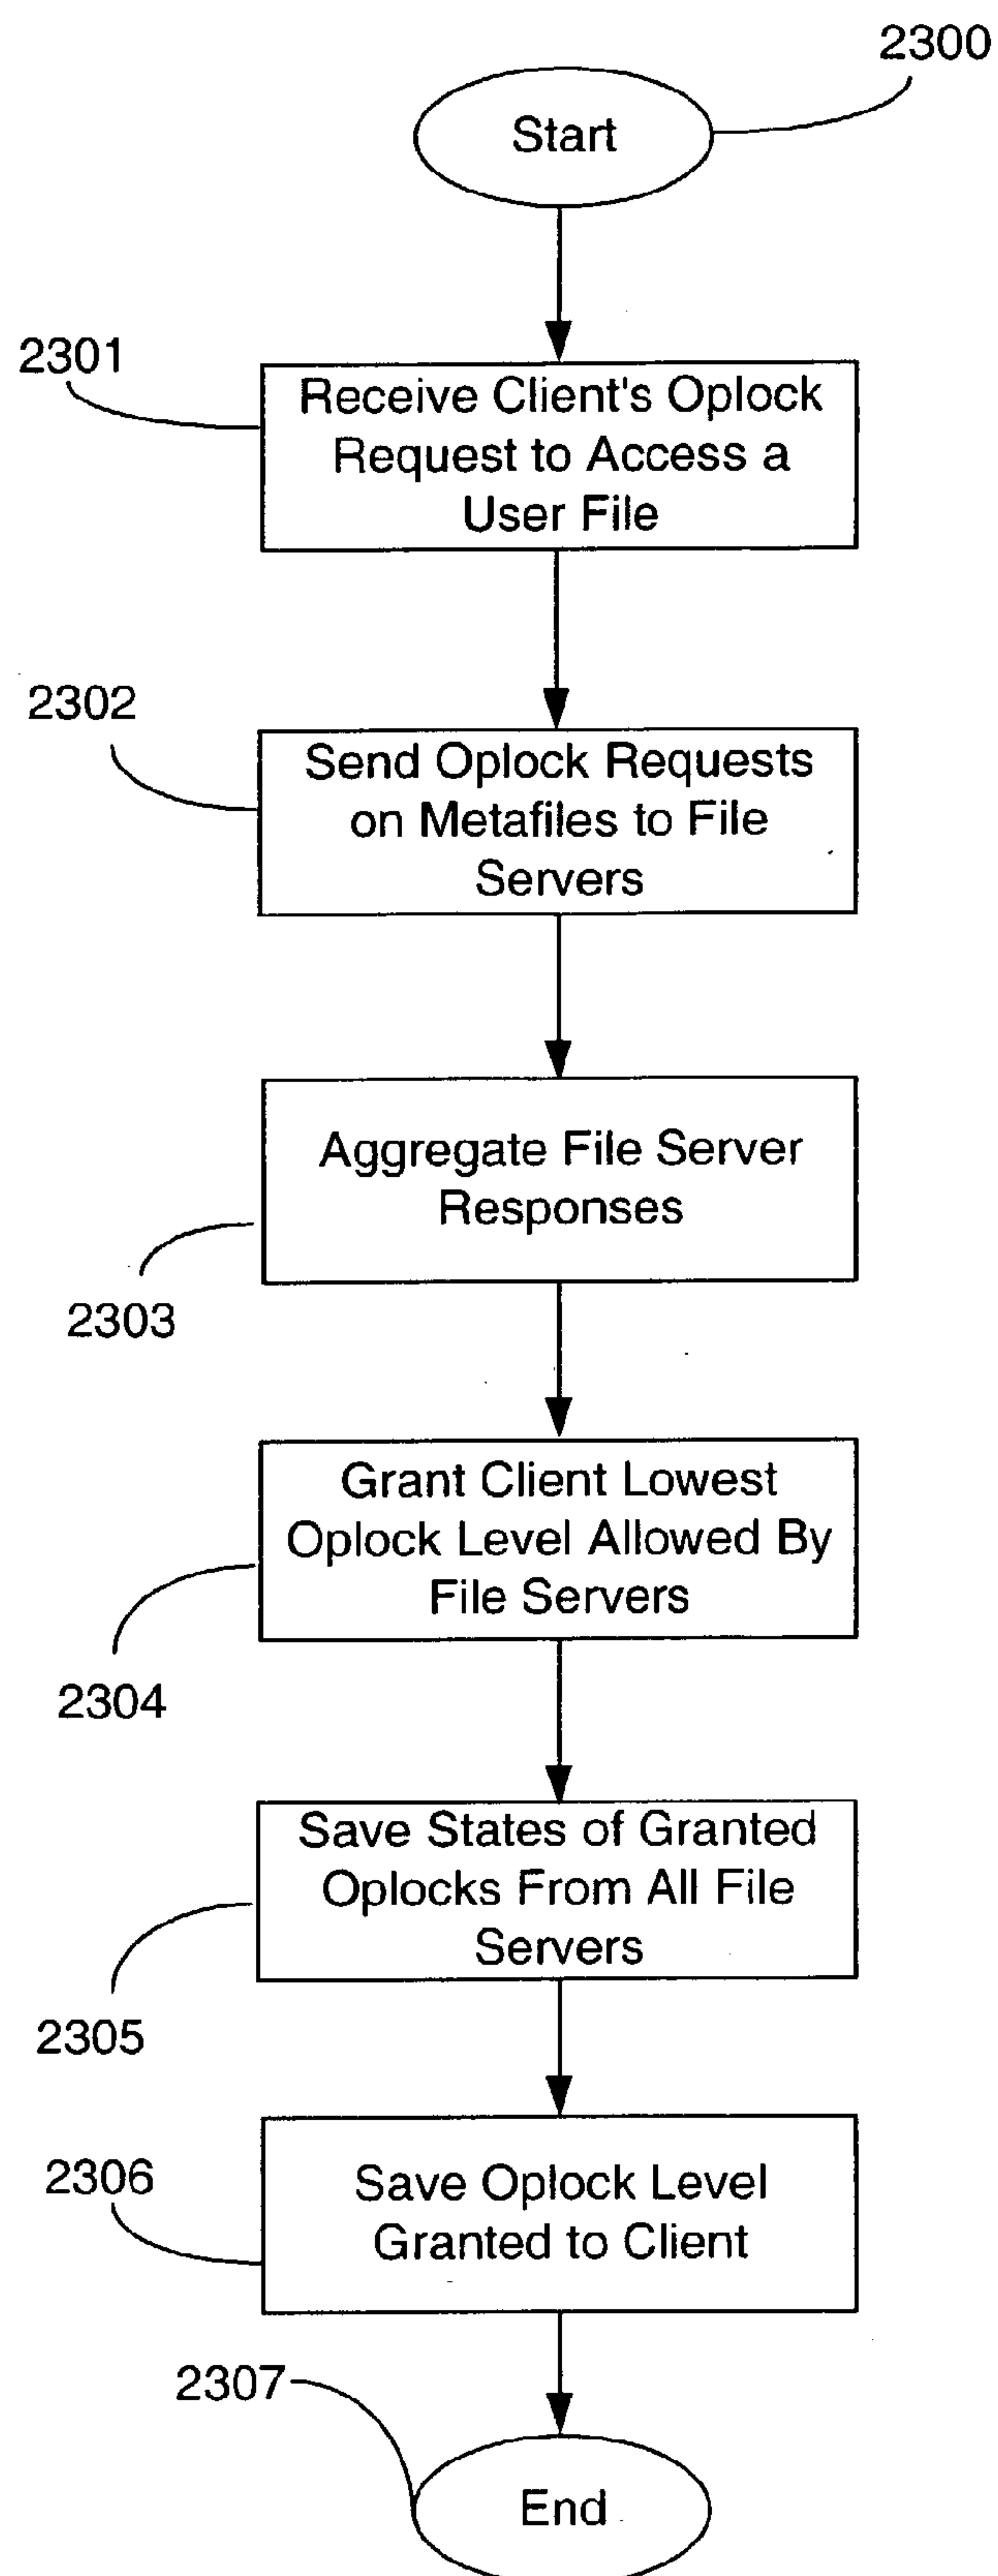 2300
Start
2301
Receive Client's Oplock
Request to Access a
User File
2302
Send Oplock Requests
on Metafiles to File
Servers
Aggregate File Server
Responses
2303
Grant Client Lowest
Oplock Level Allowed By
File Servers
2304
Save States of Granted
Oplocks From All File
Servers
2305
2306
Save Oplock Level
Granted to Client
2307
End